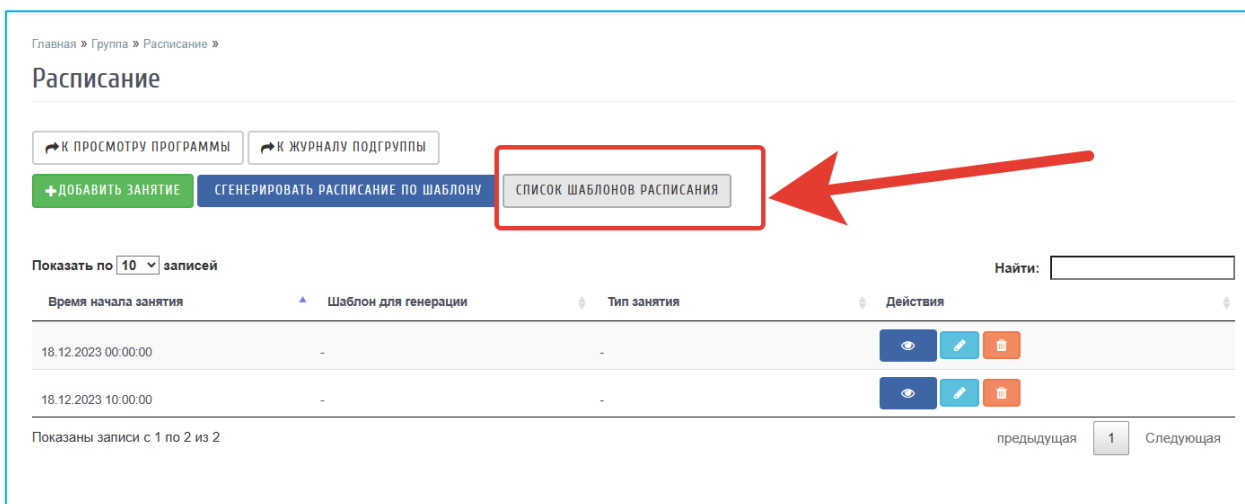 Главная » Группа » Расписание »
Расписание
К ПРОСМОТРУ ПРОГРАММЫ К ЖУРНАЛУ ПОДГРУППЫ
+ДОБАВИТЬ ЗАНЯТИЕ СГЕНЕРИРОВАТЬ РАСПИСАНИЕ ПО ШАБЛОНУ СПИСОК ШАБЛОНОВ РАСПИСАНИЯ
Показать по 10 записей Найти:
Время начала занятия Шаблон для генерации Тип занятия Действия
18.12.2023 00:00:00 - -
18.12.2023 10:00:00 - -
Показаны записи с 1 по 2 из 2 предыдущая 1 Следующая